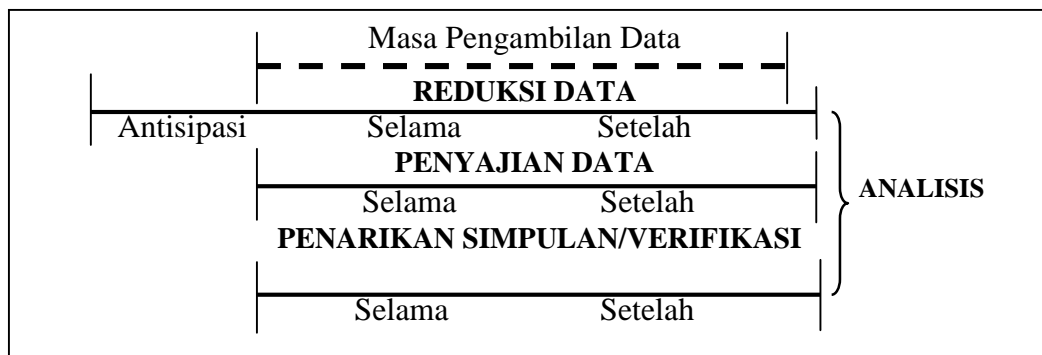 Masa Pengambilan Data
REDUKSI DATA
Antisipasi Selama Setelah
PENYAJIAN DATA
Selama Setelah
ANALISIS
PENARIKAN SIMPULAN/VERIFIKASI
Selama Setelah